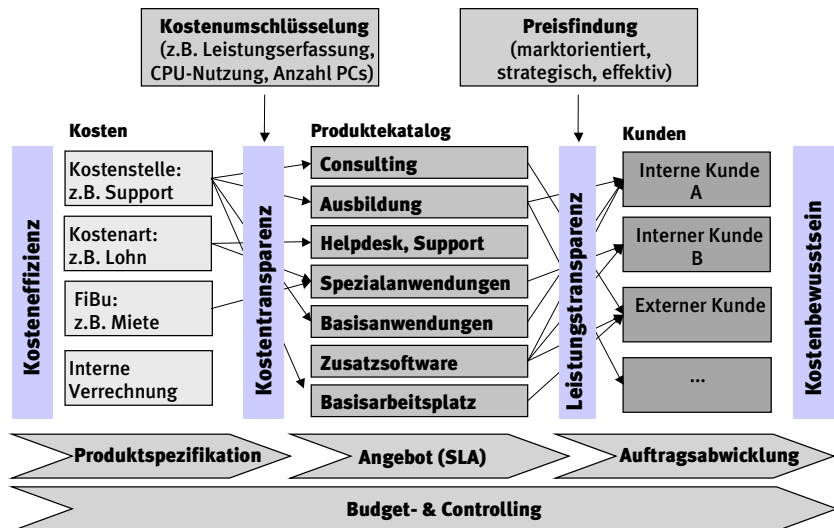 Kostenumschlüsselung
(z.B. Leistungserfassung,
CPU-Nutzung, Anzahl PCs)
Preisfindung
(marktorientiert,
strategisch, effektiv)
Kosten
Produktekatalog
Kunden
Kosteneffizienz
Kostenstelle:
z.B. Support
Kostenart:
z.B. Lohn
FiBu:
z.B. Miete
Interne
Verrechnung
Kostentransparenz
Consulting
Ausbildung
Helpdesk, Support
Spezialanwendungen
Basisanwendungen
Zusatzsoftware
Basisarbeitsplatz
Leistungstransparenz
Interne Kunde
A
Interner Kunde
B
Externer Kunde
...
Kostenbewusstsein
Produktspezifikation
Angebot (SLA)
Auftragsabwicklung
Budget- & Controlling